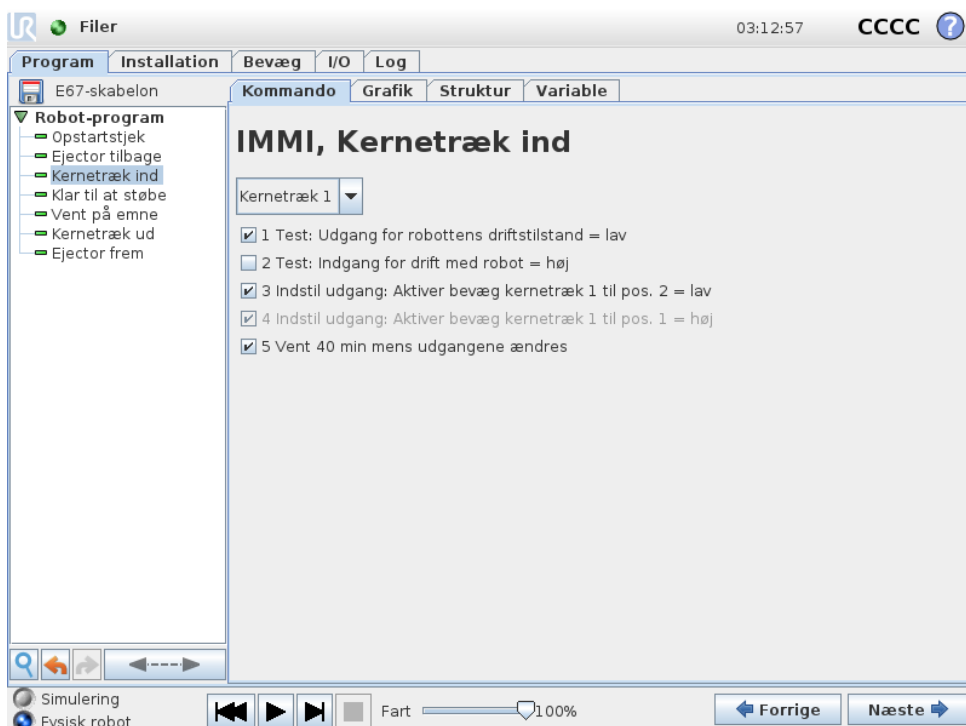 UR Filer 03:12:57 CCCC ?
Program Installation Bevæg I/O Log
E67-skabelon
Kommando Grafik Struktur Variable
Robot-program
Opstartstjek
Ejector tilbage
Kernetræk ind
Klar til at støbe
Vent på emne
Kernetræk ud
Ejector frem
IMMI, Kernetræk ind
Kernetræk 1
1 Test: Udgang for robottens driftstilstand = lav
2 Test: Indgang for drift med robot = høj
3 Indstil udgang: Aktiver bevæg kernetræk 1 til pos. 2 = lav
4 Indstil udgang: Aktiver bevæg kernetræk 1 til pos. 1 = høj
5 Vent 40 min mens udgangene ændres
Simulering
Fysisk robot
Fart 100%
Forrige Næste